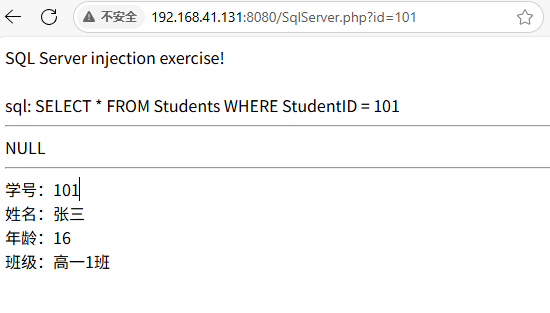 不安全 192.168.41.131:8080/SqlServer.php?id=101
SQL Server injection exercise!
sql: SELECT * FROM Students WHERE StudentID = 101
NULL
学号：101
姓名：张三
年龄：16
班级：高一1班